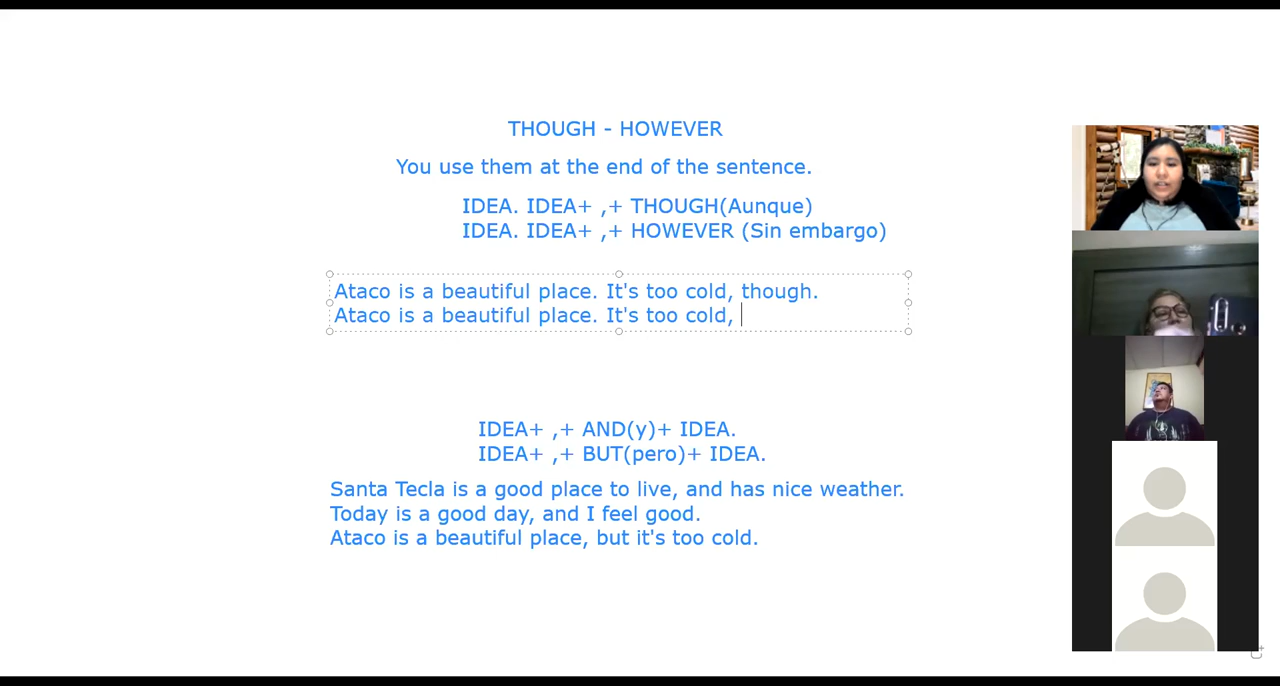 THOUGH - HOWEVER
You use them at the end of the sentence.
IDEA. IDEA+ ,+ THOUGH(Aunque)
IDEA. IDEA+ ,+ HOWEVER (Sin embargo)
Ataco is a beautiful place. It's too cold, though.
Ataco is a beautiful place. It's too cold,
IDEA+ ,+ AND(y)+ IDEA.
IDEA+ ,+ BUT(pero)+ IDEA.
Santa Tecla is a good place to live, and has nice weather.
Today is a good day, and I feel good.
Ataco is a beautiful place, but it's too cold.